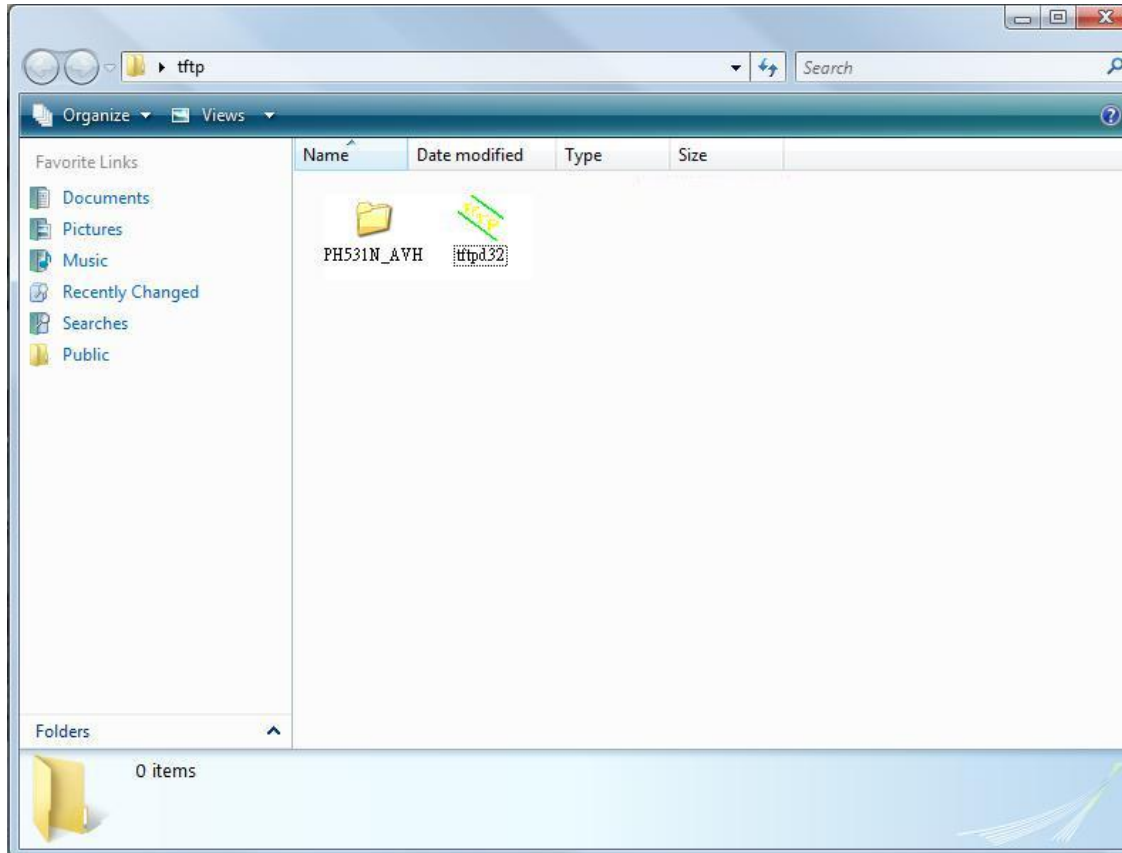 tftp
Search
Organize Views
Favorite Links
Name Date modified Type Size
Documents
Pictures
Music
Recently Changed
Searches
Public
PH531N_AVH tftpd32
Folders
0 items